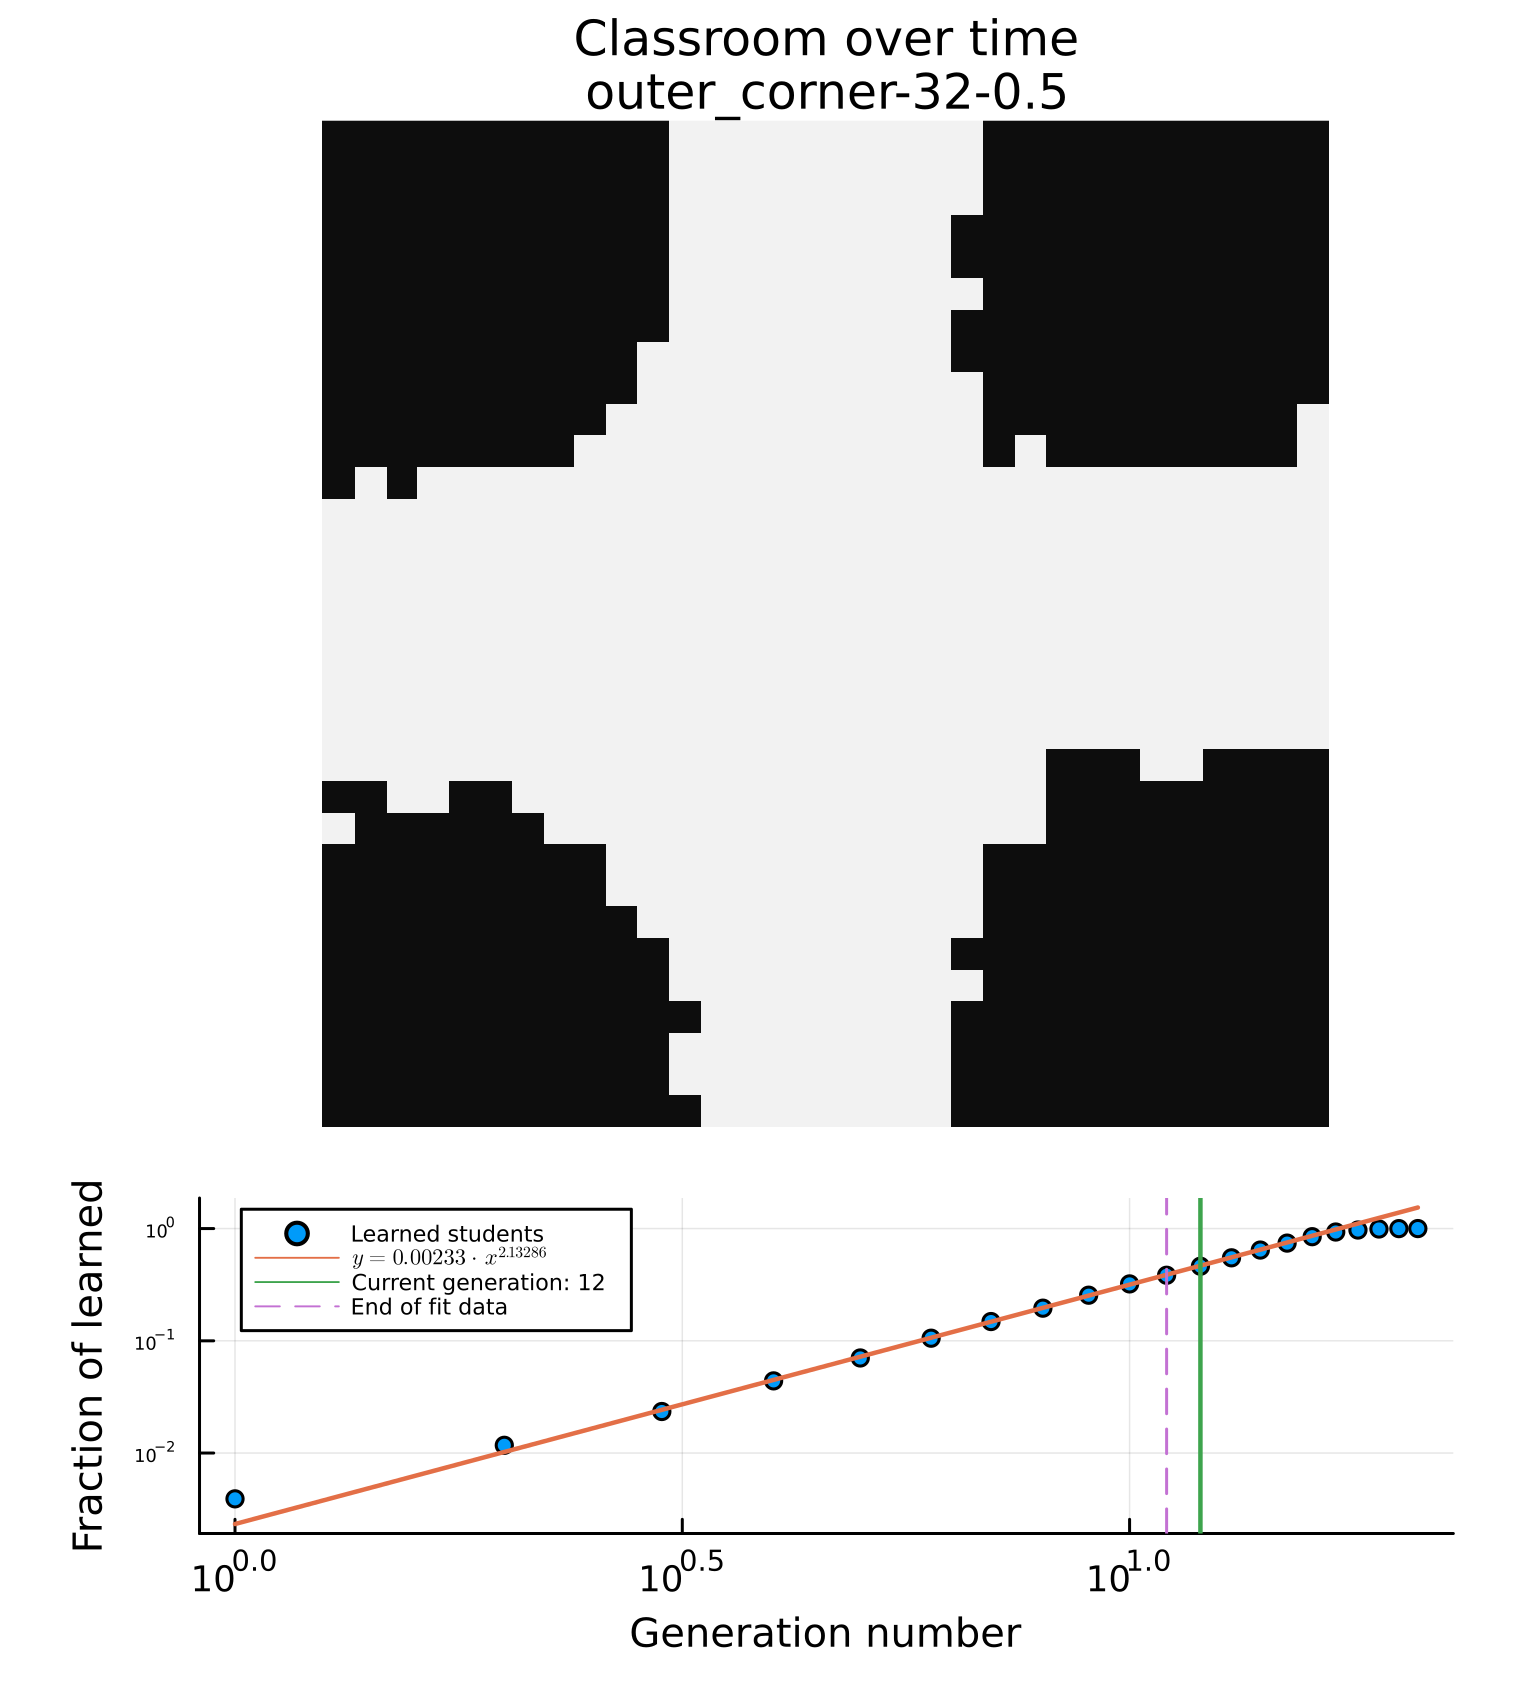 Classroom over time
outer_corner-32-0.5
Fraction of learned
10⁰
10⁻¹
10⁻²
Learned students
y = 0.00233 · x^2.13286
Current generation: 12
End of fit data
10^0.0
10^0.5
10^1.0
Generation number